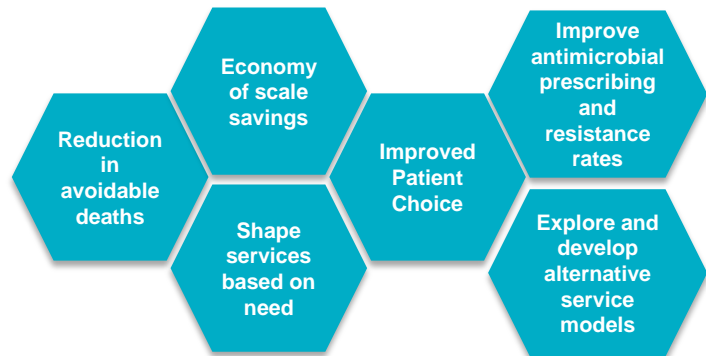 Reduction
in
avoidable
deaths
Economy
of scale
savings
Shape
services
based on
need
Improved
Patient
Choice
Improve
antimicrobial
prescribing
and
resistance
rates
Explore and
develop
alternative
service
models